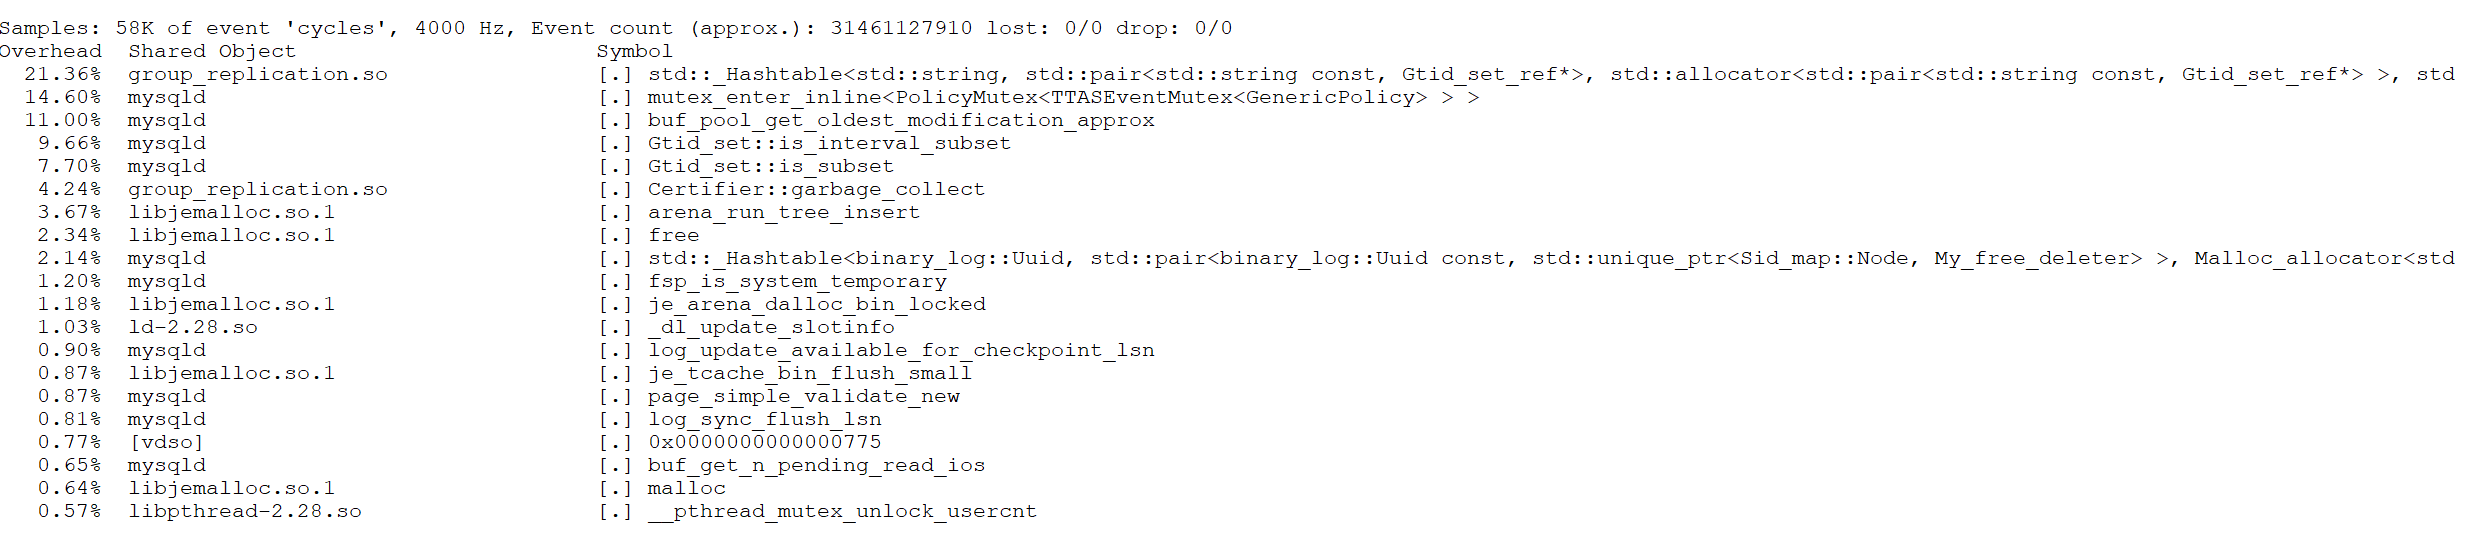 Samples: 58K of event 'cycles', 4000 Hz, Event count (approx.): 31461127910 lost: 0/0 drop: 0/0
Overhead  Shared Object                       Symbol
  21.36%  group_replication.so                [.] std::_Hashtable<std::string, std::pair<std::string const, Gtid_set_ref*>, std::allocator<std::pair<std::string const, Gtid_set_ref*> >, std
  14.60%  mysqld                              [.] mutex_enter_inline<PolicyMutex<TTASEventMutex<GenericPolicy> > >
  11.00%  mysqld                              [.] buf_pool_get_oldest_modification_approx
   9.66%  mysqld                              [.] Gtid_set::is_interval_subset
   7.70%  mysqld                              [.] Gtid_set::is_subset
   4.24%  group_replication.so                [.] Certifier::garbage_collect
   3.67%  libjemalloc.so.1                    [.] arena_run_tree_insert
   2.34%  libjemalloc.so.1                    [.] free
   2.14%  mysqld                              [.] std::_Hashtable<binary_log::Uuid, std::pair<binary_log::Uuid const, std::unique_ptr<Sid_map::Node, My_free_deleter> >, Malloc_allocator<std
   1.20%  mysqld                              [.] fsp_is_system_temporary
   1.18%  libjemalloc.so.1                    [.] je_arena_dalloc_bin_locked
   1.03%  ld-2.28.so                          [.] _dl_update_slotinfo
   0.90%  mysqld                              [.] log_update_available_for_checkpoint_lsn
   0.87%  libjemalloc.so.1                    [.] je_tcache_bin_flush_small
   0.87%  mysqld                              [.] page_simple_validate_new
   0.81%  mysqld                              [.] log_sync_flush_lsn
   0.77%  [vdso]                              [.] 0x0000000000000775
   0.65%  mysqld                              [.] buf_get_n_pending_read_ios
   0.64%  libjemalloc.so.1                    [.] malloc
   0.57%  libpthread-2.28.so                  [.] __pthread_mutex_unlock_usercnt